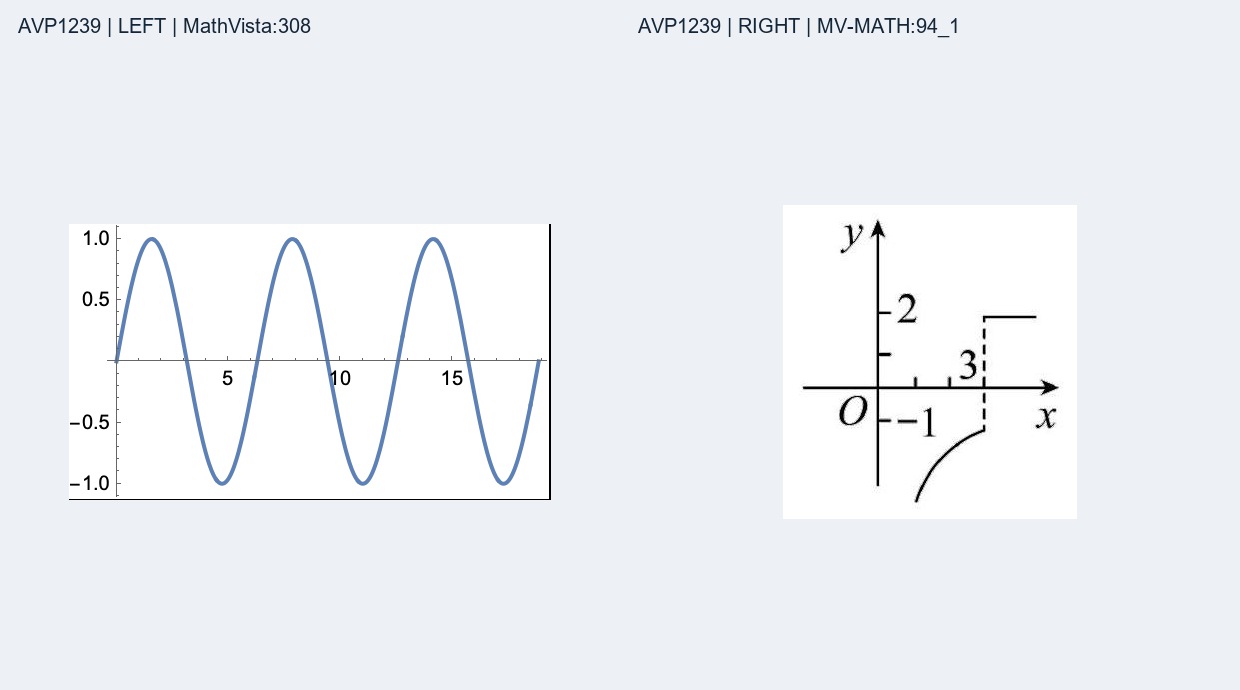 AVP1239 | LEFT | MathVista:308
AVP1239 | RIGHT | MV-MATH:94_1
1.0
0.5
5
10
15
−0.5
−1.0
y
2
3
O
−1
x